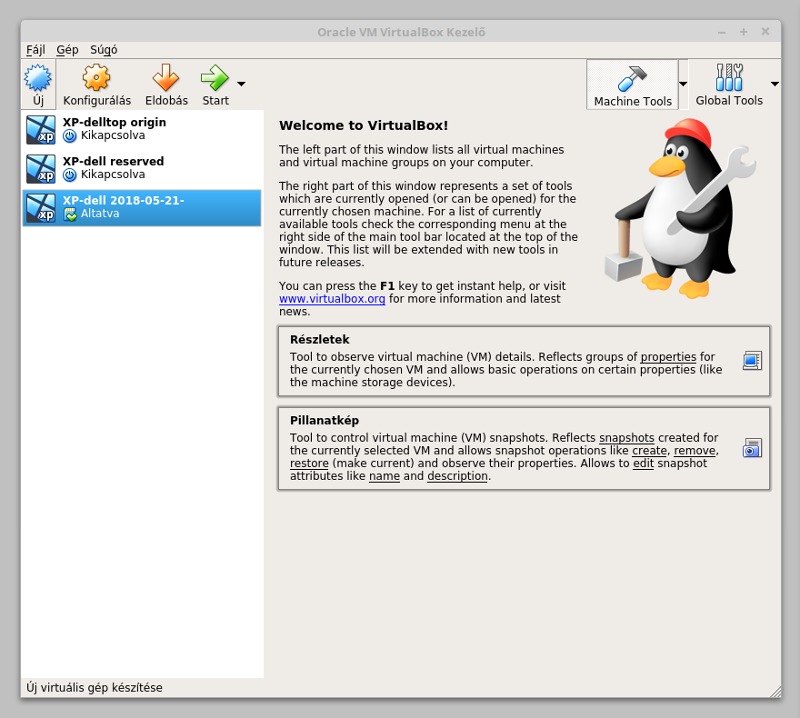 Oracle VM VirtualBox Kezelő
Fájl Gép Súgó
Új Konfigurálás Eldobás Start Machine Tools Global Tools
XP-delltop origin
Kikapcsolva
XP-dell reserved
Kikapcsolva
XP-dell 2018-05-21-
Altatva
Welcome to VirtualBox!
The left part of this window lists all virtual machines
and virtual machine groups on your computer.
The right part of this window represents a set of tools
which are currently opened (or can be opened) for the
currently chosen machine. For a list of currently
available tools check the corresponding menu at the
right side of the main tool bar located at the top of the
window. This list will be extended with new tools in
future releases.
You can press the F1 key to get instant help, or visit
www.virtualbox.org for more information and latest
news.
Részletek
Tool to observe virtual machine (VM) details. Reflects groups of properties for
the currently chosen VM and allows basic operations on certain properties (like
the machine storage devices).
Pillanatkép
Tool to control virtual machine (VM) snapshots. Reflects snapshots created for
the currently selected VM and allows snapshot operations like create, remove,
restore (make current) and observe their properties. Allows to edit snapshot
attributes like name and description.
Új virtuális gép készítése